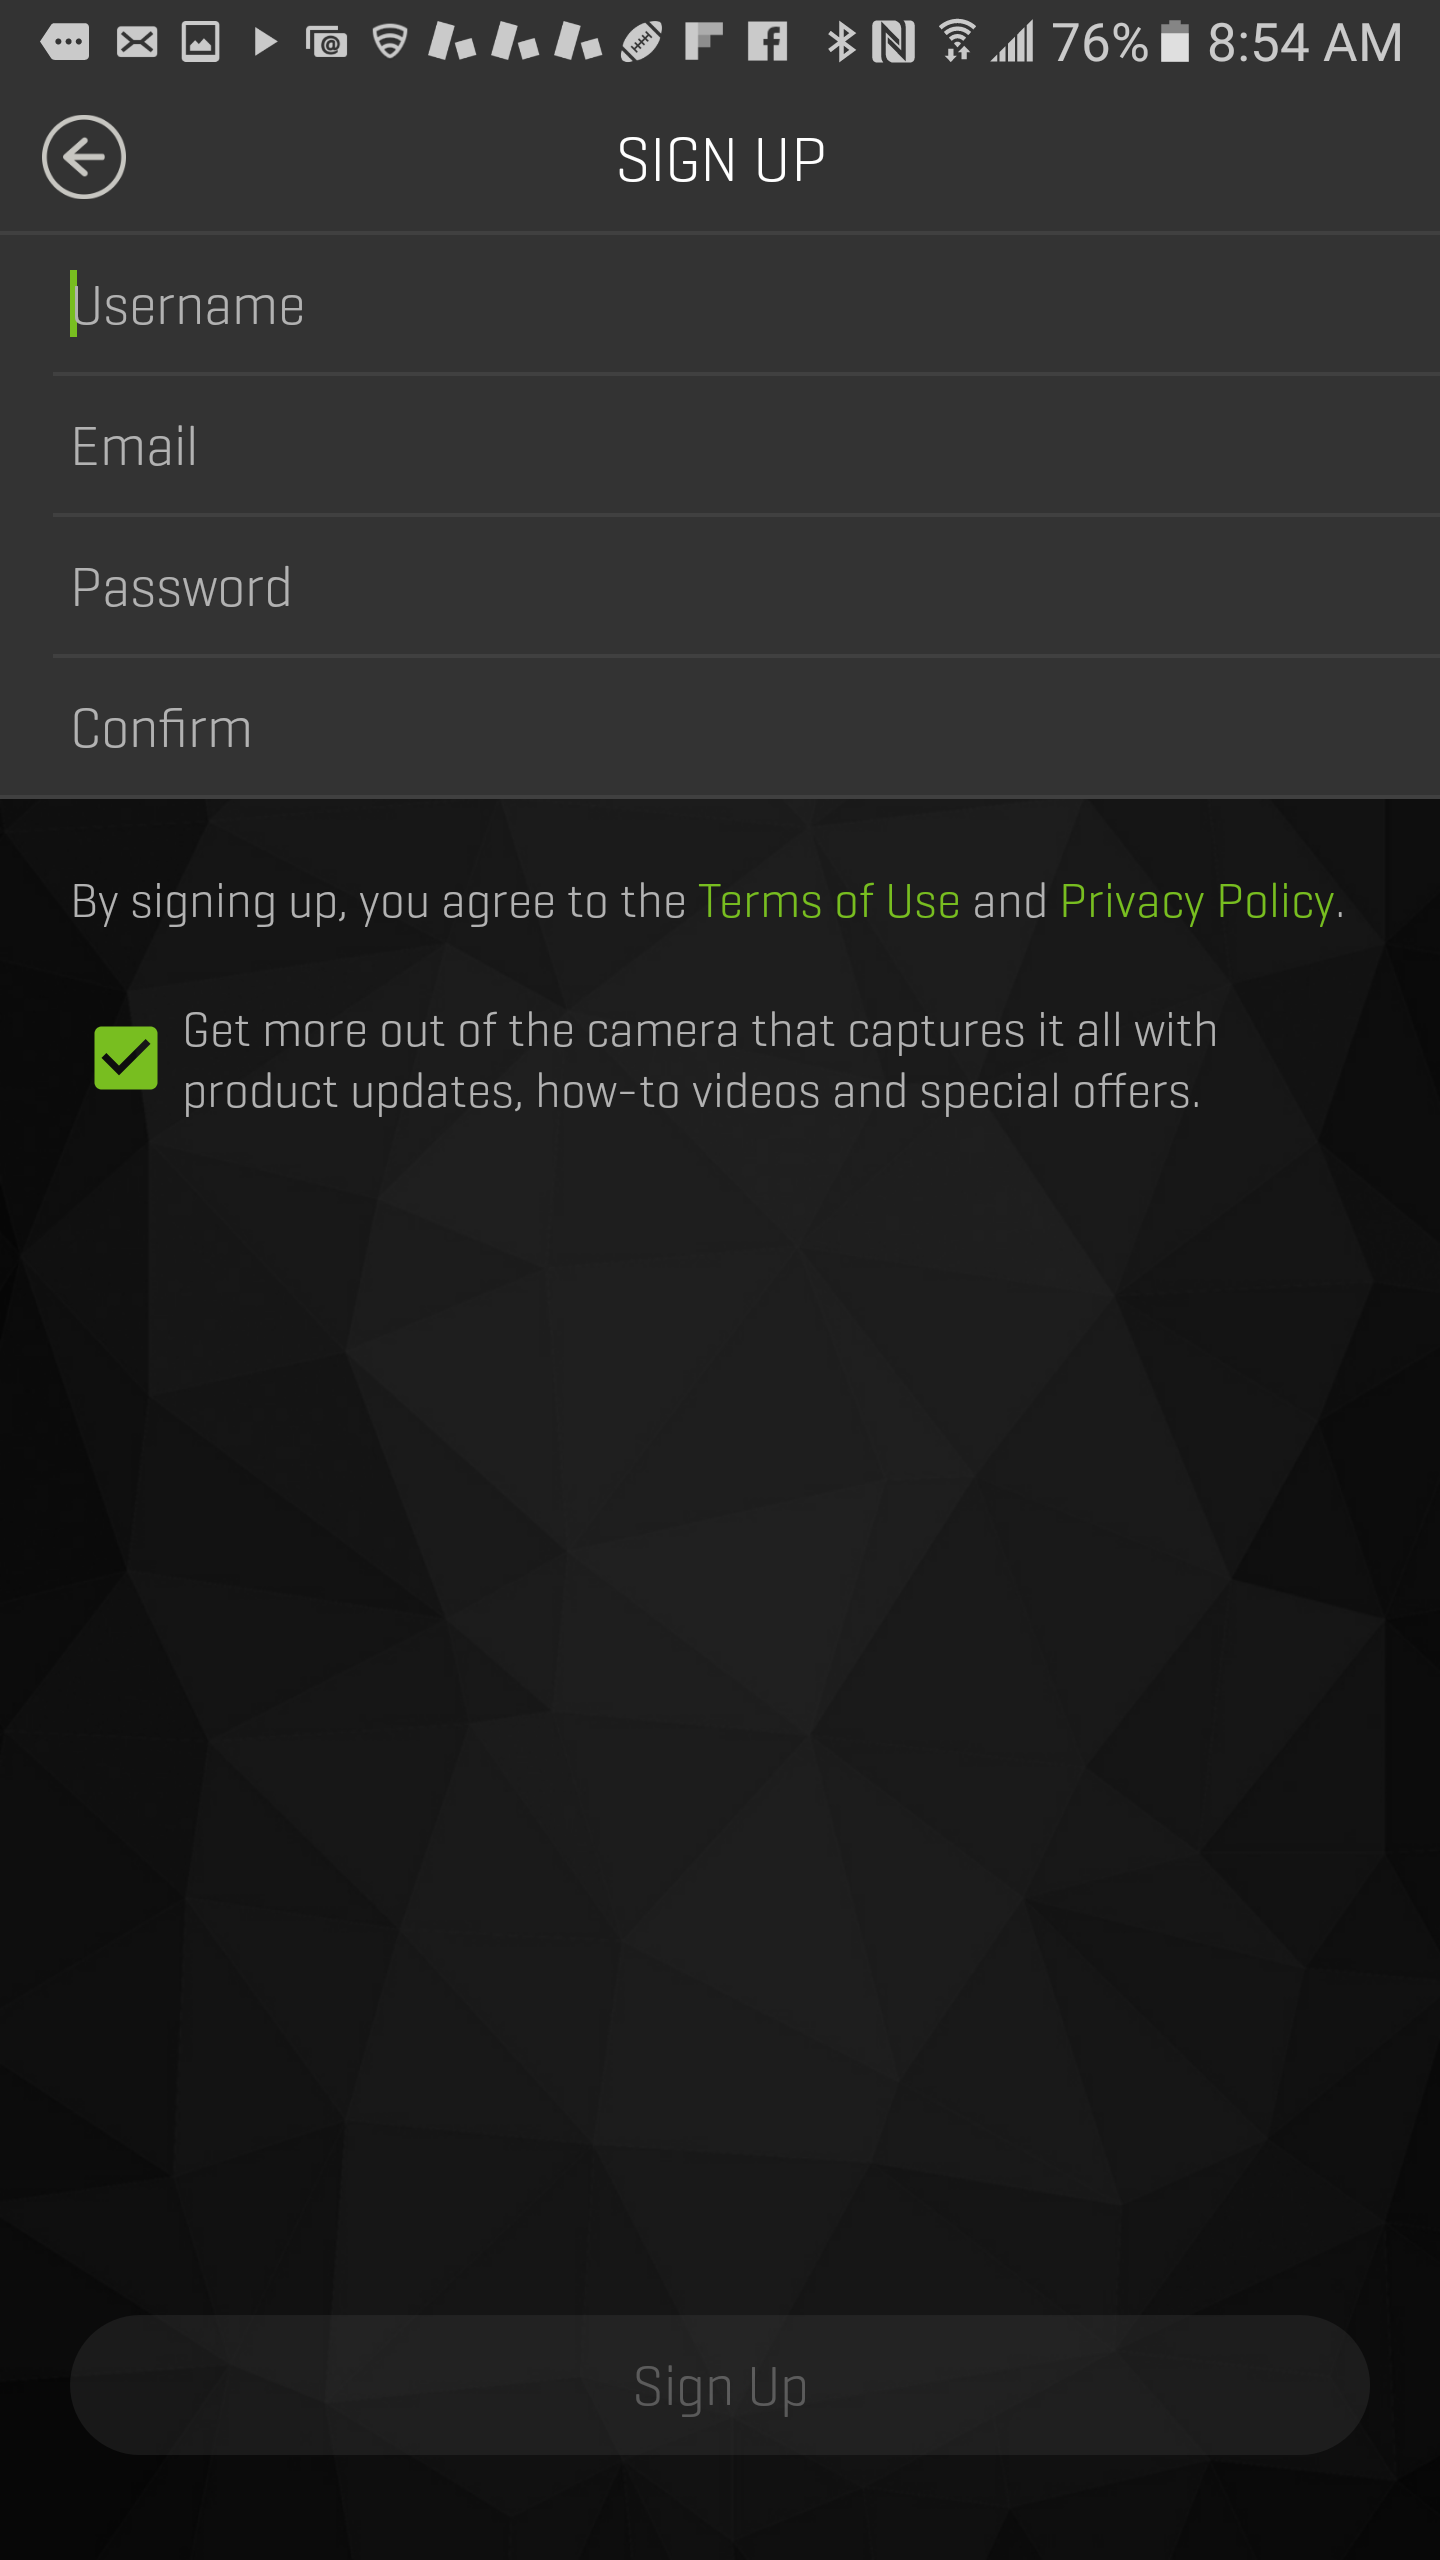 76% 8:54 AM
SIGN UP
Username
Email
Password
Confirm
By signing up, you agree to the Terms of Use and Privacy Policy.
Get more out of the camera that captures it all with
product updates, how-to videos and special offers.
Sign Up